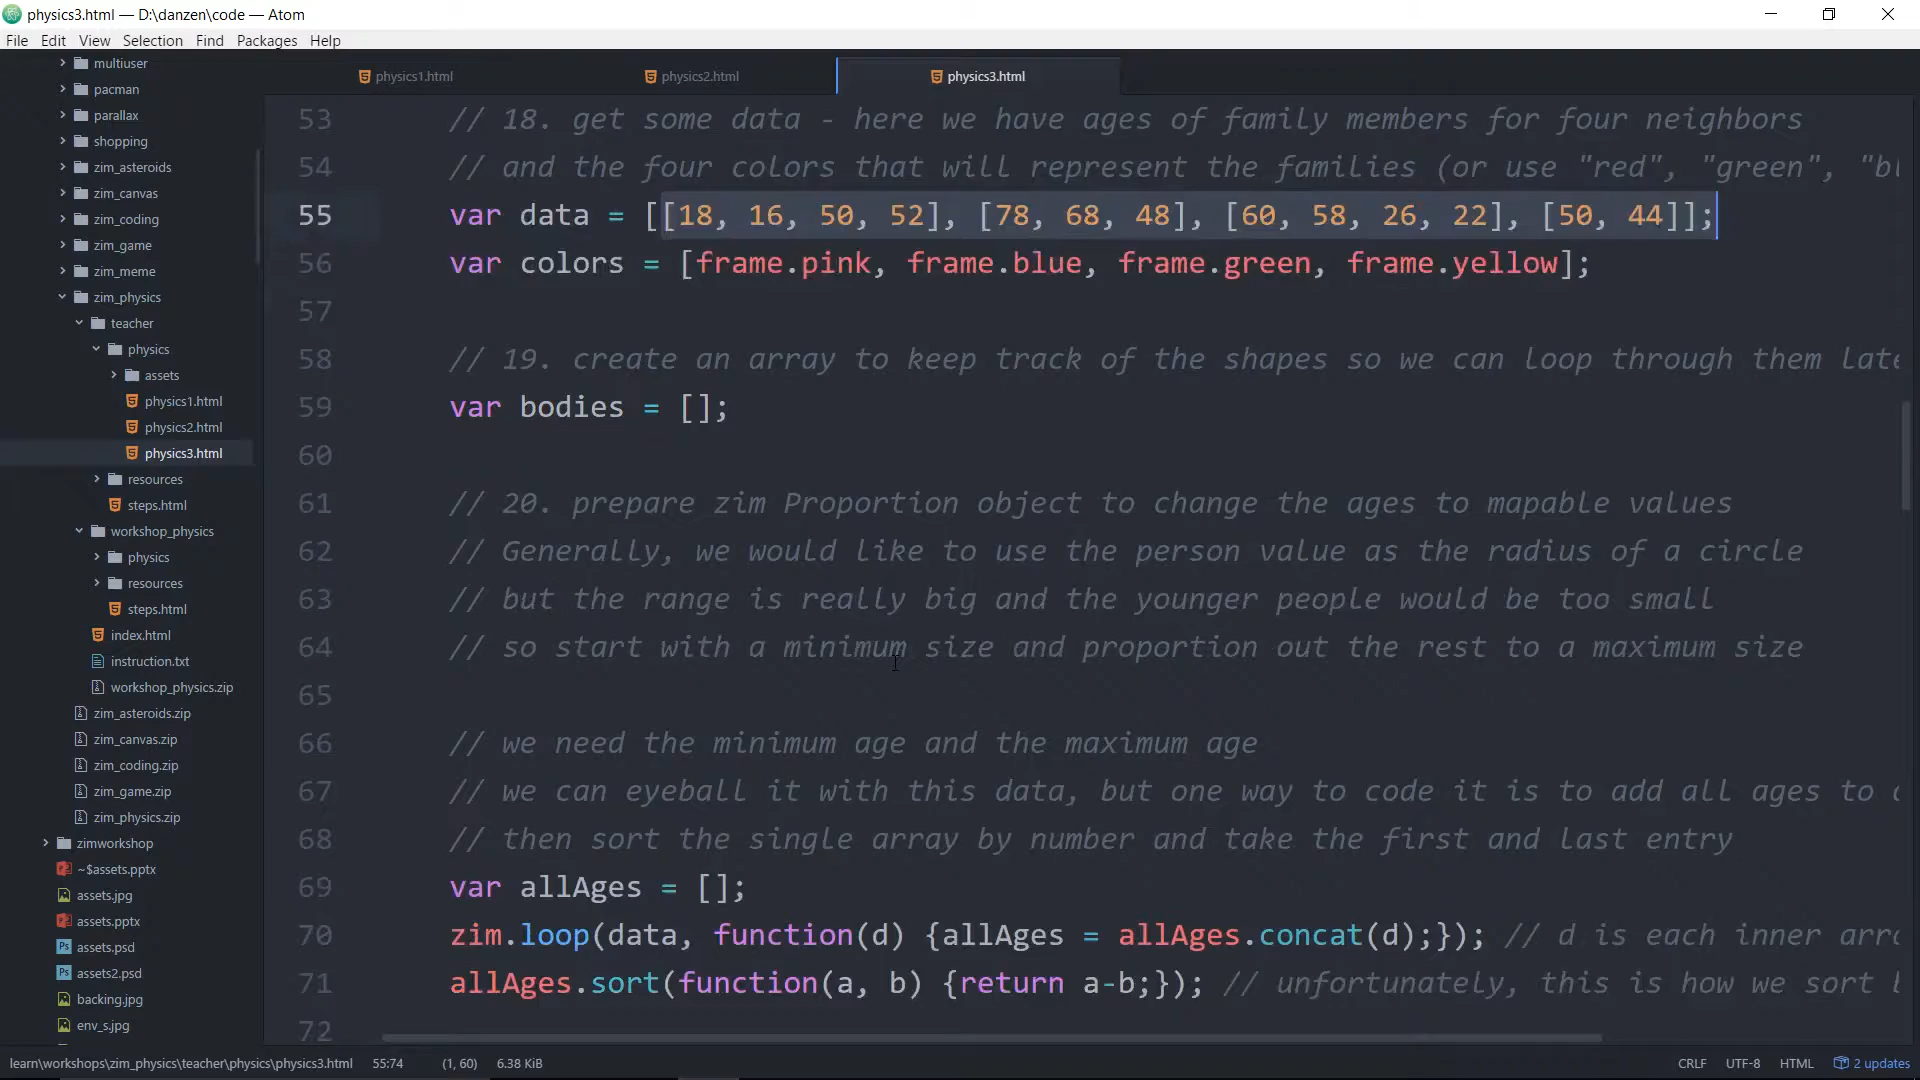 physics3.html — D:\danzen\code — Atom
File Edit View Selection Find Packages Help
multiuser
pacman
parallax
shopping
zim_asteroids
zim_canvas
zim_coding
zim_game
zim_meme
zim_physics
teacher
physics
assets
physics1.html
physics2.html
physics3.html
resources
steps.html
workshop_physics
physics
resources
steps.html
index.html
instruction.txt
workshop_physics.zip
zim_asteroids.zip
zim_canvas.zip
zim_coding.zip
zim_game.zip
zim_physics.zip
zimworkshop
~$assets.pptx
assets.jpg
assets.pptx
assets.psd
assets2.psd
backing.jpg
env_s.jpg
physics1.html physics2.html physics3.html
53 // 18. get some data - here we have ages of family members for four neighbors
54 // and the four colors that will represent the families (or use "red", "green", "bl
55 var data = [[18, 16, 50, 52], [78, 68, 48], [60, 58, 26, 22], [50, 44]];
56 var colors = [frame.pink, frame.blue, frame.green, frame.yellow];
57
58 // 19. create an array to keep track of the shapes so we can loop through them late
59 var bodies = [];
60
61 // 20. prepare zim Proportion object to change the ages to mapable values
62 // Generally, we would like to use the person value as the radius of a circle
63 // but the range is really big and the younger people would be too small
64 // so start with a minimum size and proportion out the rest to a maximum size
65
66 // we need the minimum age and the maximum age
67 // we can eyeball it with this data, but one way to code it is to add all ages to
68 // then sort the single array by number and take the first and last entry
69 var allAges = [];
70 zim.loop(data, function(d) {allAges = allAges.concat(d);}); // d is each inner arr
71 allAges.sort(function(a, b) {return a-b;}); // unfortunately, this is how we sort
72
learn\workshops\zim_physics\teacher\physics\physics3.html 55:74 (1, 60) 6.38 KiB CRLF UTF-8 HTML 2 updates